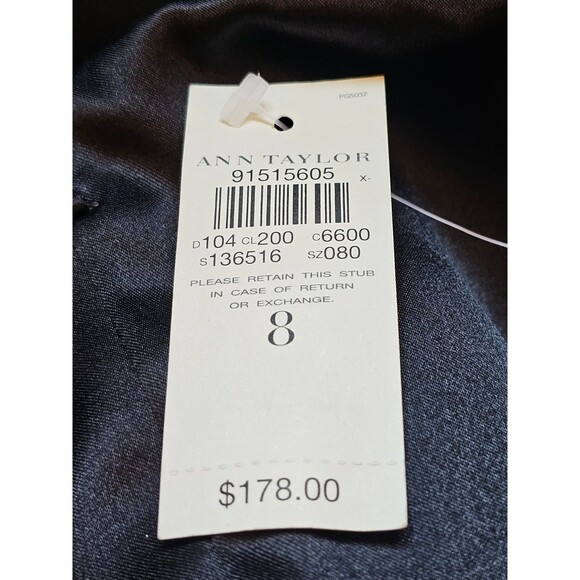 PGS032
ANN TAYLOR
91515605
X-
D104 CL200 C6600
S136516 SZ080
PLEASE RETAIN THIS STUB
IN CASE OF RETURN
OR EXCHANGE.
8
$178.00